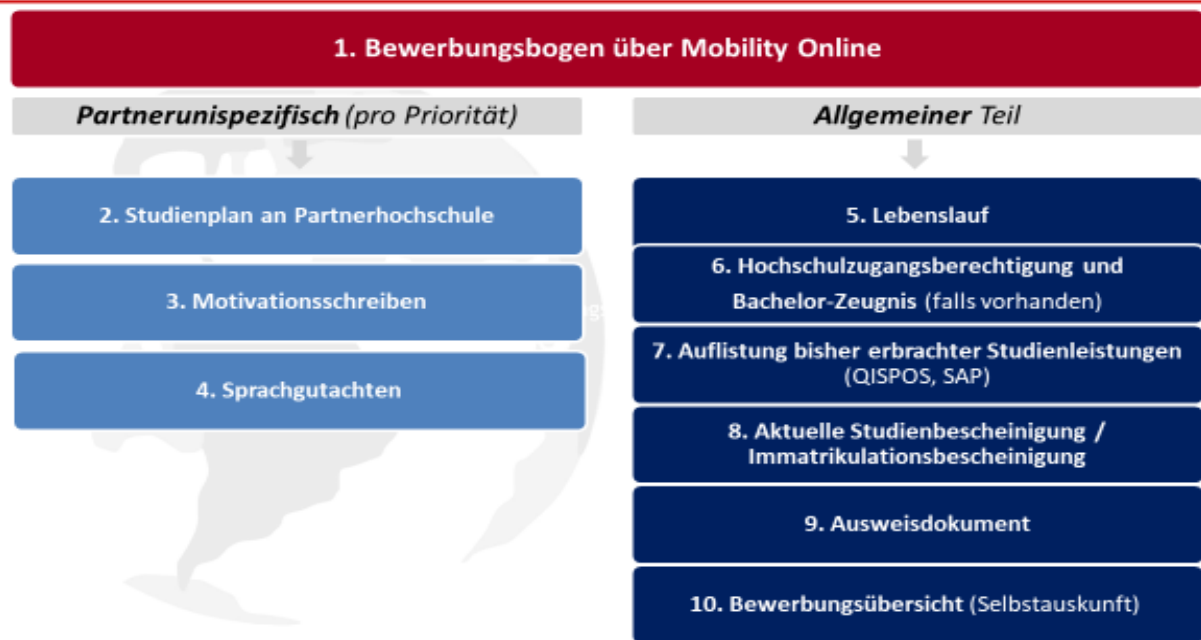 1. Bewerbungsbogen über Mobility Online
Partnerunispezifisch (pro Priorität)
2. Studienplan an Partnerhochschule
3. Motivationsschreiben
4. Sprachgutachten
Allgemeiner Teil
5. Lebenslauf
6. Hochschulzugangsberechtigung und
Bachelor-Zeugnis (falls vorhanden)
7. Auflistung bisher erbrachter Studienleistungen
(QISPOS, SAP)
8. Aktuelle Studienbescheinigung /
Immatrikulationsbescheinigung
9. Ausweisdokument
10. Bewerbungsübersicht (Selbstauskunft)